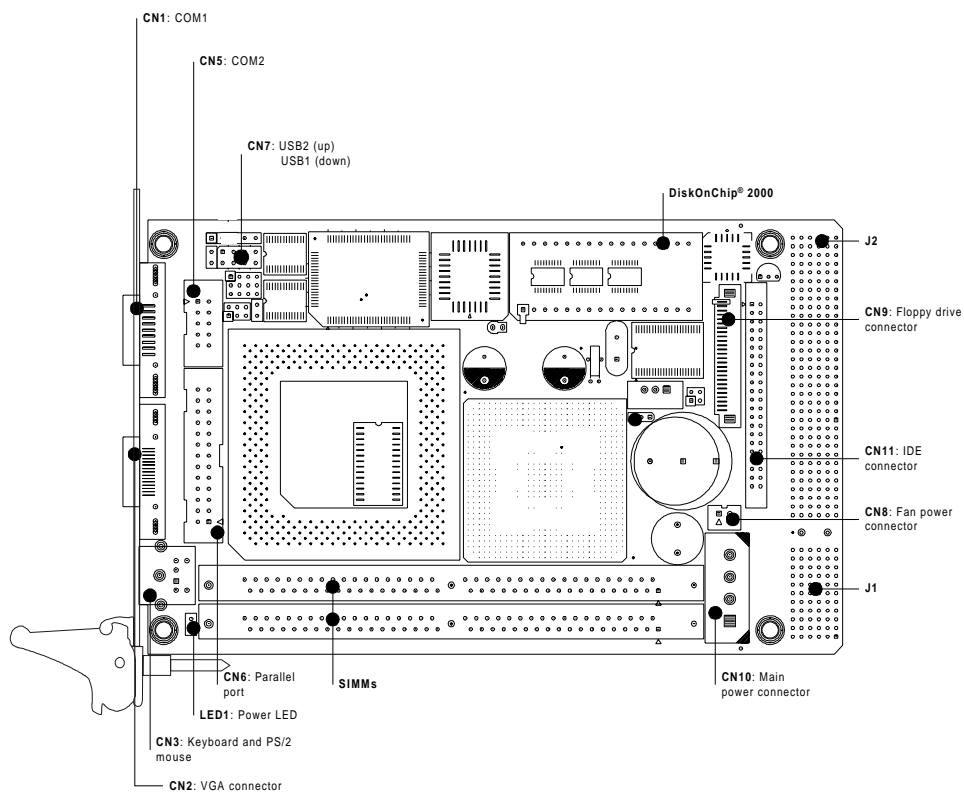 CN1: COM1
CN5: COM2
CN7: USB2 (up)
USB1 (down)
DiskOnChip® 2000
J2
CN9: Floppy drive
connector
CN11: IDE
connector
CN8: Fan power
connector
J1
CN10: Main
power connector
SIMMs
CN6: Parallel
port
LED1: Power LED
CN3: Keyboard and PS/2
mouse
CN2: VGA connector